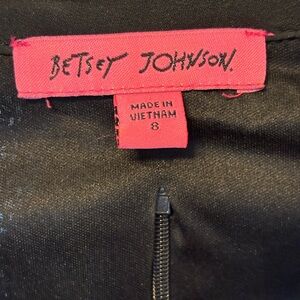 BETSEY JOHNSON.
MADE IN
VIETNAM
8